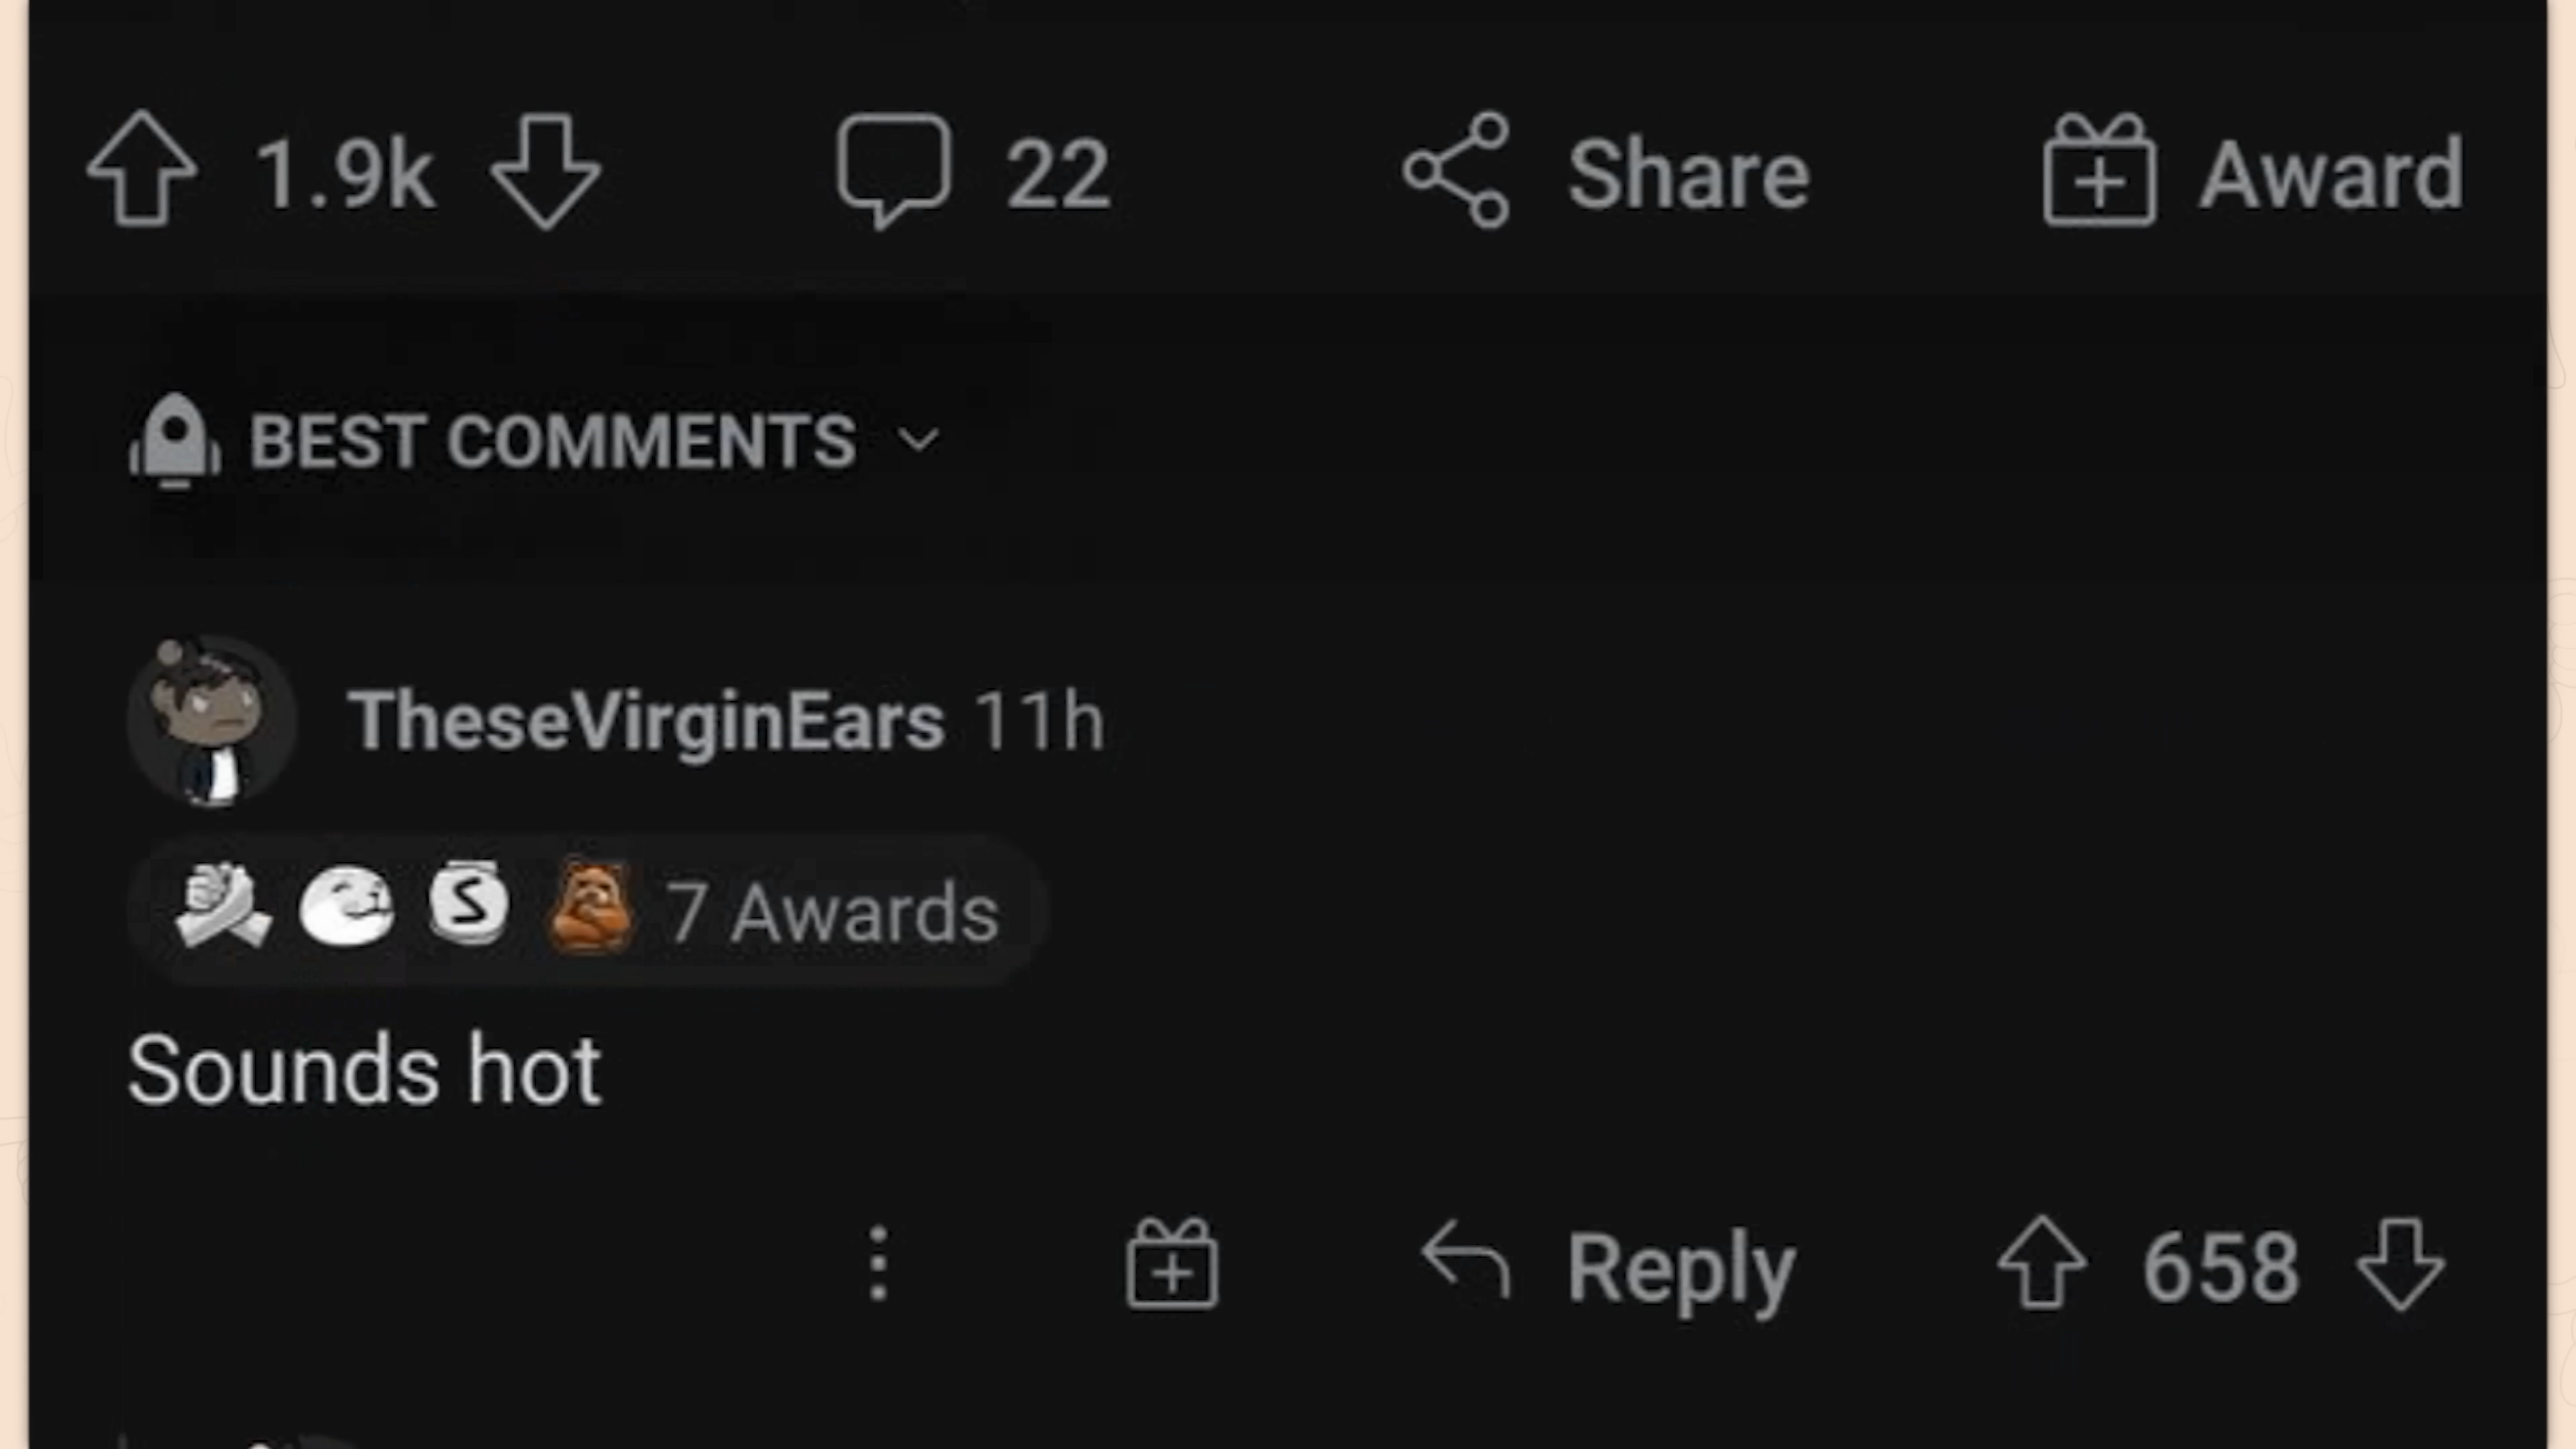 1.9k 22 Share Award
BEST COMMENTS
TheseVirginEars 11h
S 7 Awards
Sounds hot
Reply 658